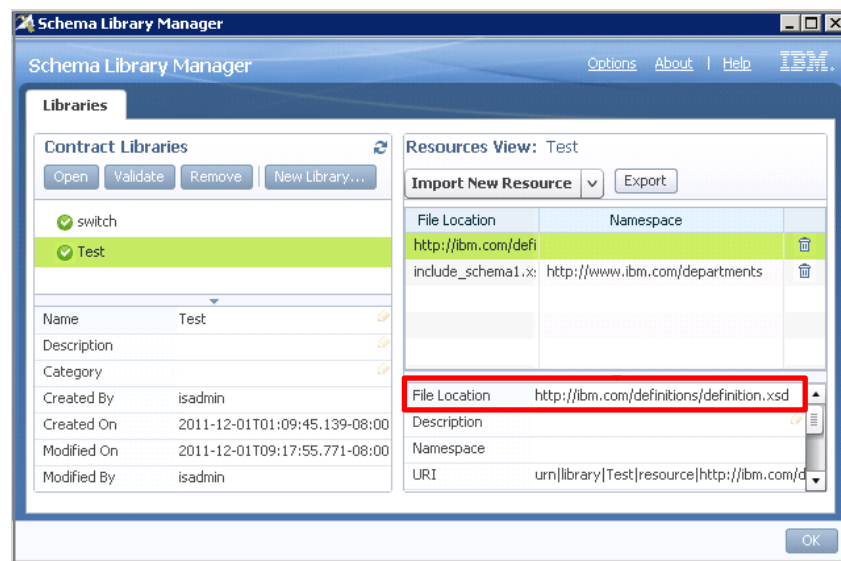 Schema Library Manager
Schema Library Manager
Options About | Help IBM.
Libraries
Contract Libraries
Open Validate Remove New Library...
switch
Test
Name Test
Description
Category
Created By isadmin
Created On 2011-12-01T01:09:45.139-08:00
Modified On 2011-12-01T09:17:55.771-08:00
Modified By isadmin
Resources View: Test
Import New Resource Export
File Location Namespace
http://ibm.com/defi
include_schema1.x http://www.ibm.com/departments
File Location http://ibm.com/definitions/definition.xsd
Description
Namespace
URI urn|library|Test|resource|http://ibm.com/d
OK